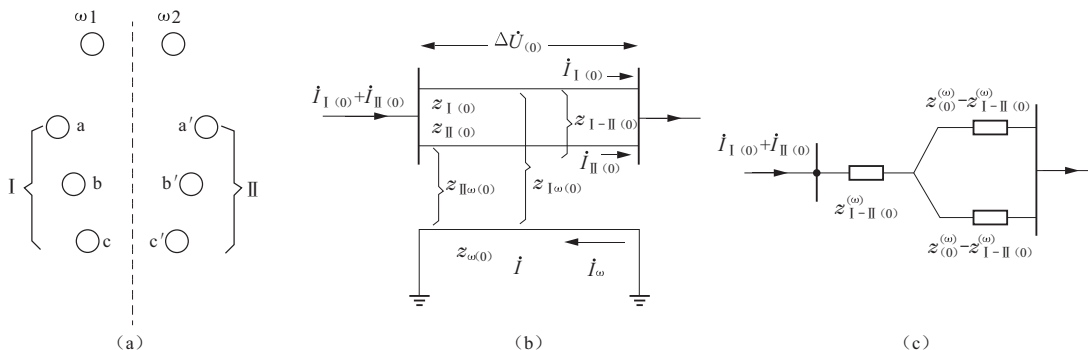 ω1 ω2
a a′
I b b′ II
c c′
(a)
ΔU̇(0)
İI(0)
İI(0)+İII(0)
zI(0)
zII(0)
zI-II(0)
İII(0)
zIIω(0) zIω(0)
zω(0) İ İω
(b)
z(0)(ω)-zI-II(0)(ω)
İI(0)+İII(0)
zI-II(0)(ω)
z(0)(ω)-zI-II(0)(ω)
(c)